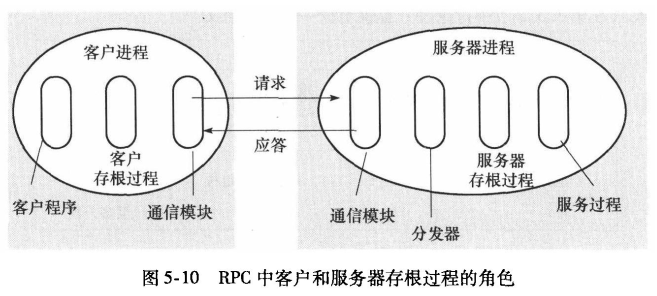 客户进程
服务器进程
请求
应答
客户
存根过程
服务器
存根过程
客户程序
通信模块
通信模块
分发器
服务过程
图 5-10 RPC 中客户和服务器存根过程的角色